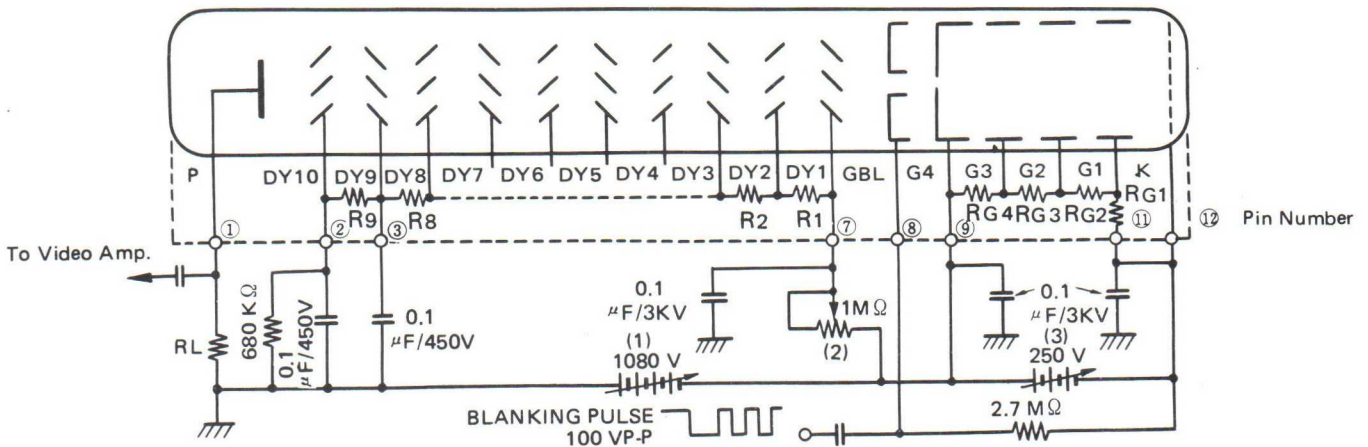 P DY10 DY9 DY8 DY7 DY6 DY5 DY4 DY3 DY2 DY1 GBL G4 G3 G2 G1 K
R9 R8 R2 R1 RG4 RG3 RG2 RG1
① ② ③ ⑦ ⑧ ⑨ ⑪ ⑫ Pin Number
To Video Amp.
RL
680 KΩ
0.1
μF/450V
0.1
μF/450V
0.1
μF/3KV
1MΩ
(2)
0.1
μF/3KV
(1)
1080 V
(3)
250 V
2.7 MΩ
BLANKING PULSE
100 VP-P